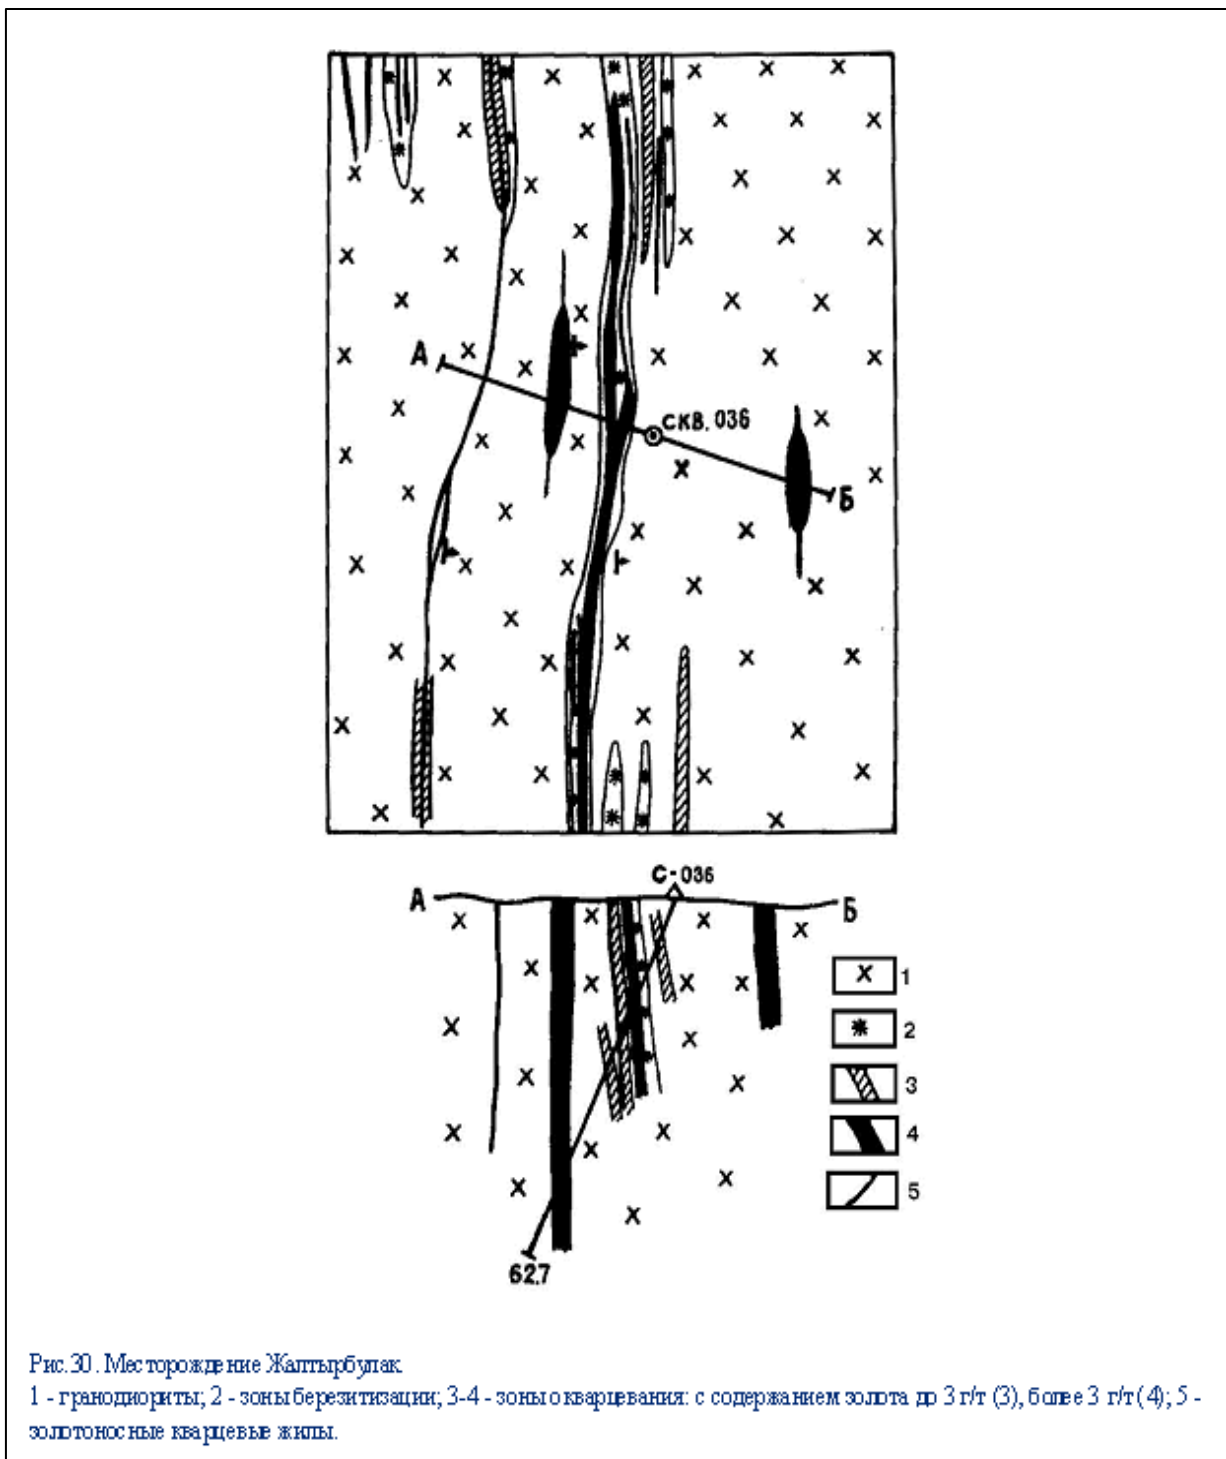 А
СКВ. 036
Б
С-036
А
Б
1
2
3
4
5
62.7
Рис.30. Месторождение Жалтырбулак
1 - гранодиориты; 2 - зоны березитизации; 3-4 - зоны окварцевания: с содержанием золота до 3 г/т (3), более 3 г/т (4); 5 -
золотоносные кварцевые жилы.